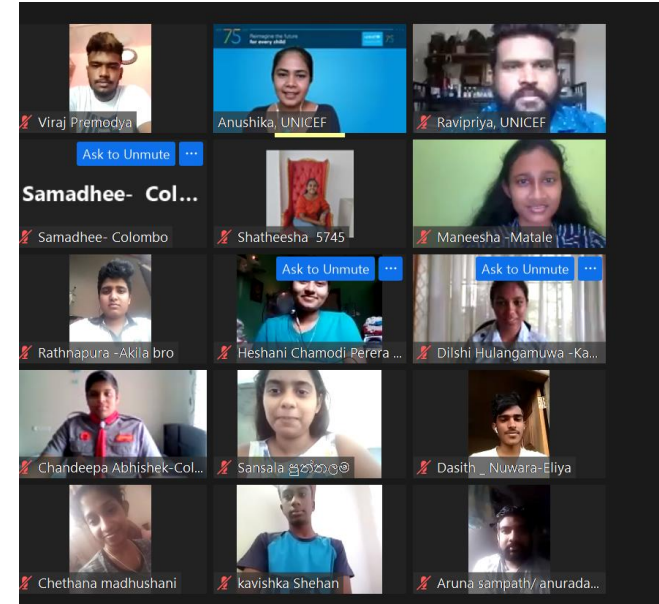 75 Reimagine the future
for every child
unicef 75
Viraj Premodya
Anushika, UNICEF
Ravipriya, UNICEF
Ask to Unmute ...
Samadhee- Col...
Samadhee- Colombo
Shatheesha 5745
Maneesha -Matale
Ask to Unmute ...
Ask to Unmute ...
Rathnapura -Akila bro
Heshani Chamodi Perera ...
Dilshi Hulangamuwa -Ka...
Chandeepa Abhishek-Col...
Sansala පුත්තලම
Dasith _ Nuwara-Eliya
Chethana madhushani
kavishka Shehan
Aruna sampath/ anurada...